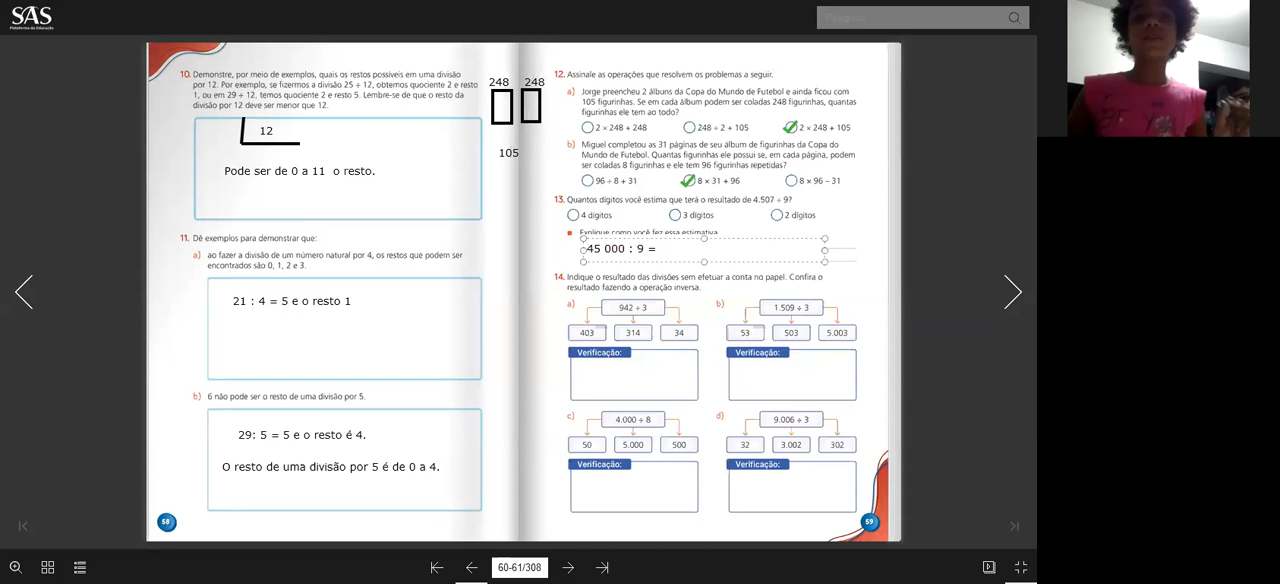 SAS
Plataforma de Educação
10. Demonstre, por meio de exemplos, quais os restos possíveis em uma divisão
por 12. Por exemplo, se fizermos a divisão 25 ÷ 12, obtemos quociente 2 e resto
1, ou em 29 ÷ 12, temos quociente 2 e resto 5. Lembre-se de que o resto da
divisão por 12 deve ser menor que 12.
12
Pode ser de 0 a 11 o resto.
11. Dê exemplos para demonstrar que:
a) ao fazer a divisão de um número natural por 4, os restos que podem ser
encontrados são 0, 1, 2 e 3.
21 : 4 = 5 e o resto 1
b) 6 não pode ser o resto de uma divisão por 5.
29: 5 = 5 e o resto é 4.
O resto de uma divisão por 5 é de 0 a 4.
58
248 248
105
12. Assinale as operações que resolvem os problemas a seguir.
a) Jorge preencheu 2 álbuns da Copa do Mundo de Futebol e ainda ficou com
105 figurinhas. Se em cada álbum podem ser coladas 248 figurinhas, quantas
figurinhas ele tem ao todo?
2 × 248 + 248 248 ÷ 2 + 105 2 × 248 + 105
b) Miguel completou as 31 páginas de seu álbum de figurinhas da Copa do
Mundo de Futebol. Quantas figurinhas ele possui se, em cada página, podem
ser coladas 8 figurinhas e ele tem 96 figurinhas repetidas?
96 ÷ 8 + 31 8 × 31 + 96 8 × 96 – 31
13. Quantos dígitos você estima que terá o resultado de 4.507 ÷ 9?
4 dígitos 3 dígitos 2 dígitos
Explique como você fez essa estimativa.
45 000 : 9 =
14. Indique o resultado das divisões sem efetuar a conta no papel. Confira o
resultado fazendo a operação inversa.
a) 942 ÷ 3
403 314 34
Verificação:
b) 1.509 ÷ 3
53 503 5.003
Verificação:
c) 4.000 ÷ 8
50 5.000 500
Verificação:
d) 9.006 ÷ 3
32 3.002 302
Verificação:
59
60-61/308